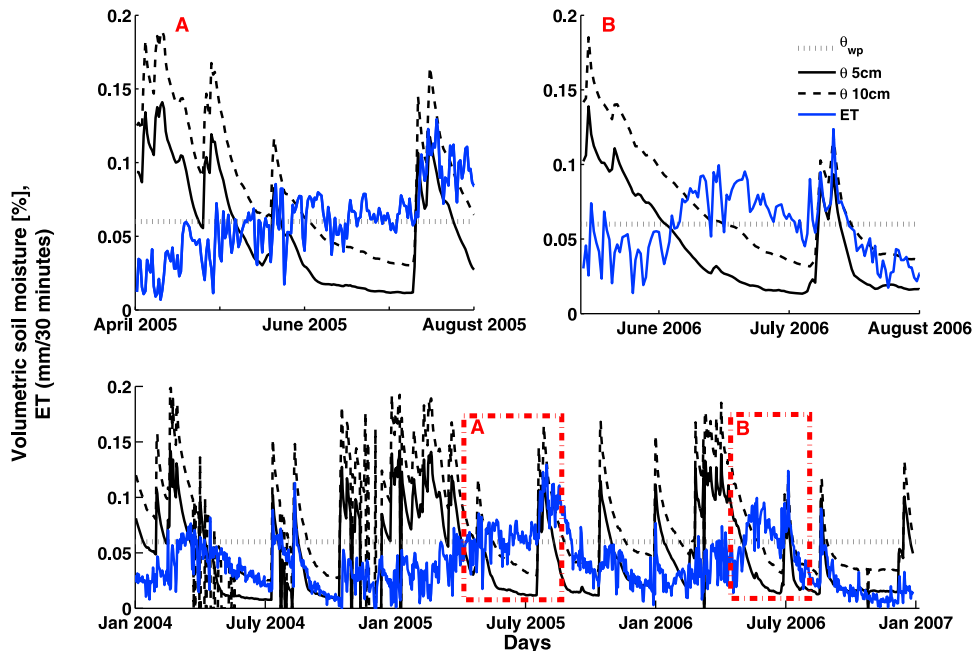 Volumetric soil moisture [%],
ET (mm/30 minutes)
A
0.2
0.15
0.1
0.05
0
April 2005
June 2005
August 2005
B
0.2
0.15
0.1
0.05
0
June 2006
July 2006
August 2006
θwp
θ 5cm
θ 10cm
ET
0.2
0.15
0.1
0.05
0
A
B
Jan 2004
July 2004
Jan 2005
July 2005
Jan 2006
July 2006
Jan 2007
Days